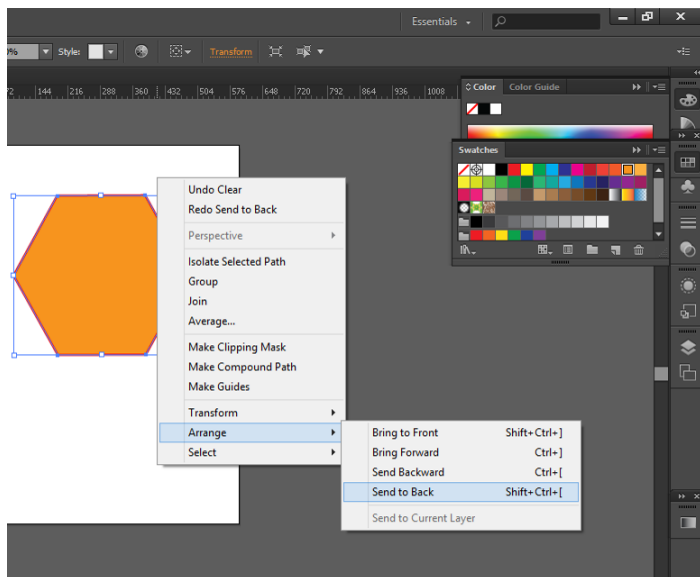 Essentials
0% Style: Transform
72 144 216 288 360 432 504 576 648 720 792 864 936 1008
Color Color Guide
Swatches
Undo Clear
Redo Send to Back
Perspective
Isolate Selected Path
Group
Join
Average...
Make Clipping Mask
Make Compound Path
Make Guides
Transform
Arrange
Select
Bring to Front Shift+Ctrl+]
Bring Forward Ctrl+]
Send Backward Ctrl+[
Send to Back Shift+Ctrl+[
Send to Current Layer